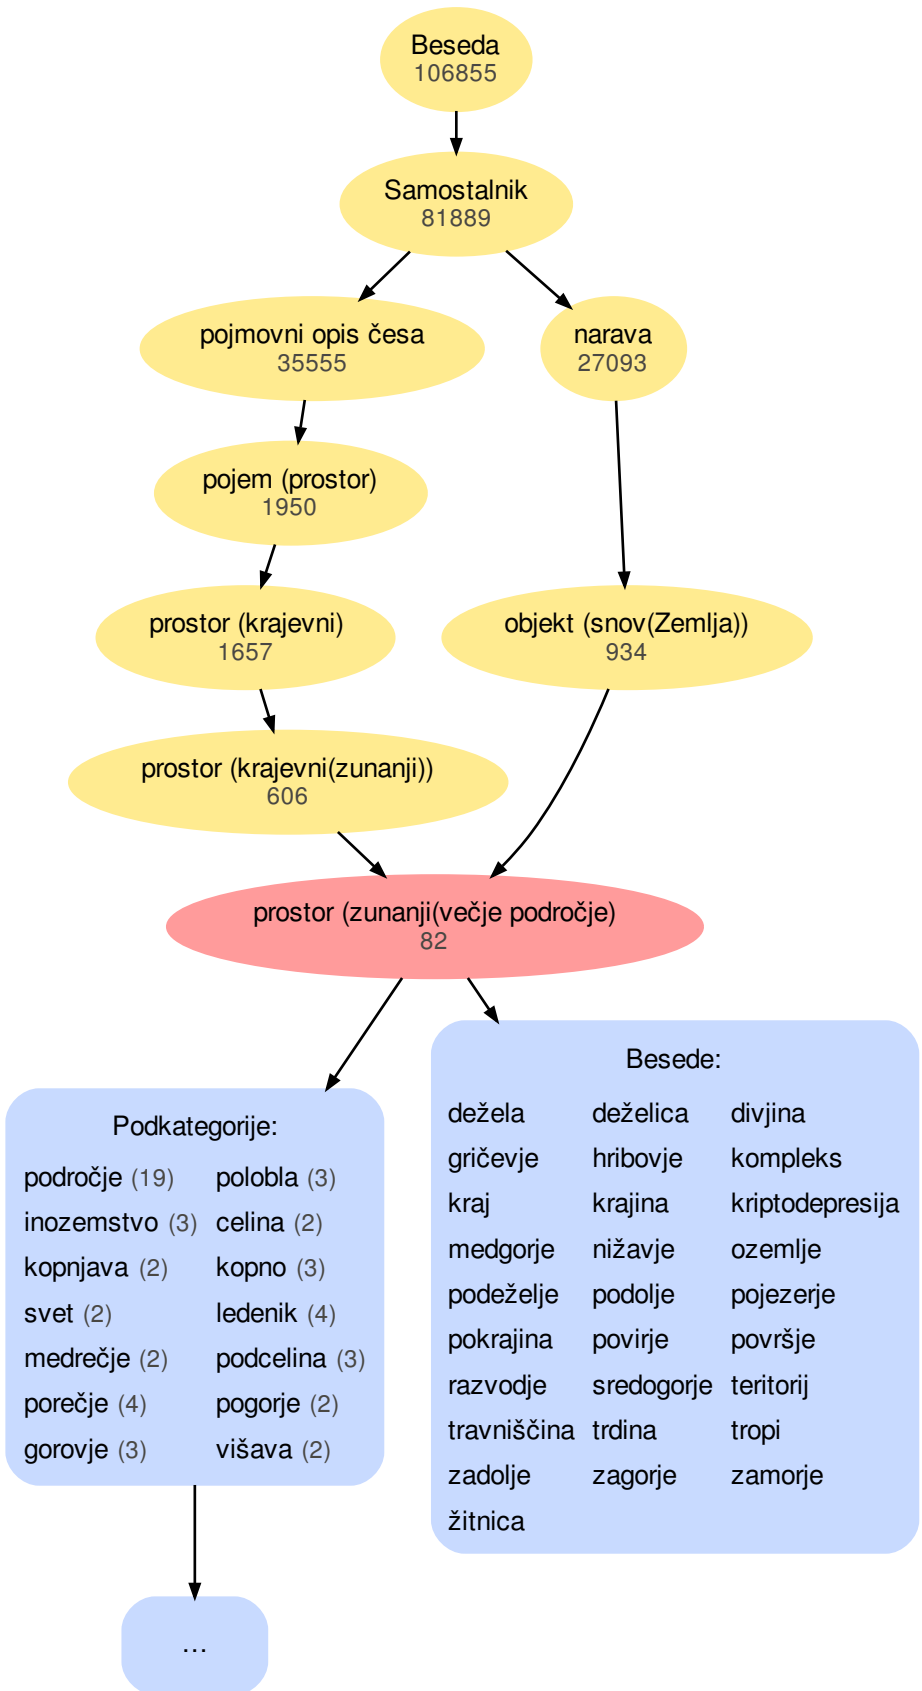 Beseda
106855
Samostalnik
81889
pojmovni opis česa
35555
narava
27093
pojem (prostor)
1950
prostor (krajevni)
1657
objekt (snov(Zemlja))
934
prostor (krajevni(zunanji))
606
prostor (zunanji(večje področje)
82
Podkategorije:
področje (19) polobla (3)
inozemstvo (3) celina (2)
kopnjava (2) kopno (3)
svet (2) ledenik (4)
medrečje (2) podcelina (3)
porečje (4) pogorje (2)
gorovje (3) višava (2)
Besede:
dežela deželica divjina
gričevje hribovje kompleks
kraj krajina kriptodepresija
medgorje nižavje ozemlje
podeželje podolje pojezerje
pokrajina povirje površje
razvodje sredogorje teritorij
travniščina trdina tropi
zadolje zagorje zamorje
žitnica
...